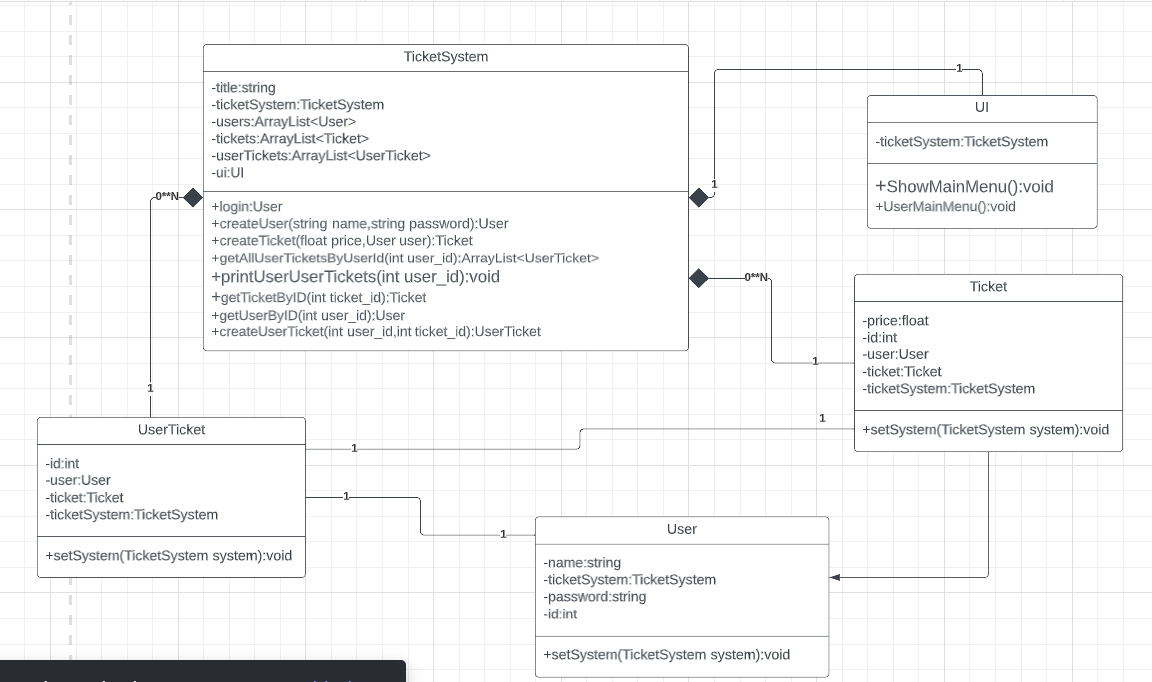 TicketSystem
-title:string
-ticketSystem:TicketSystem
-users:ArrayList<User>
-tickets:ArrayList<Ticket>
-userTickets:ArrayList<UserTicket>
-ui:UI
+login:User
+createUser(string name,string password):User
+createTicket(float price,User user):Ticket
+getAllUserTicketsByUserId(int user_id):ArrayList<UserTicket>
+printUserUserTickets(int user_id):void
+getTicketByID(int ticket_id):Ticket
+getUserByID(int user_id):User
+createUserTicket(int user_id,int ticket_id):UserTicket
1
1
UI
-ticketSystem:TicketSystem
+ShowMainMenu():void
+UserMainMenu():void
0**N
1
0**N
1
Ticket
-price:float
-id:int
-user:User
-ticket:Ticket
-ticketSystem:TicketSystem
+setSystem(TicketSystem system):void
UserTicket
-id:int
-user:User
-ticket:Ticket
-ticketSystem:TicketSystem
+setSystem(TicketSystem system):void
1
1
1
1
User
-name:string
-ticketSystem:TicketSystem
-password:string
-id:int
+setSystem(TicketSystem system):void